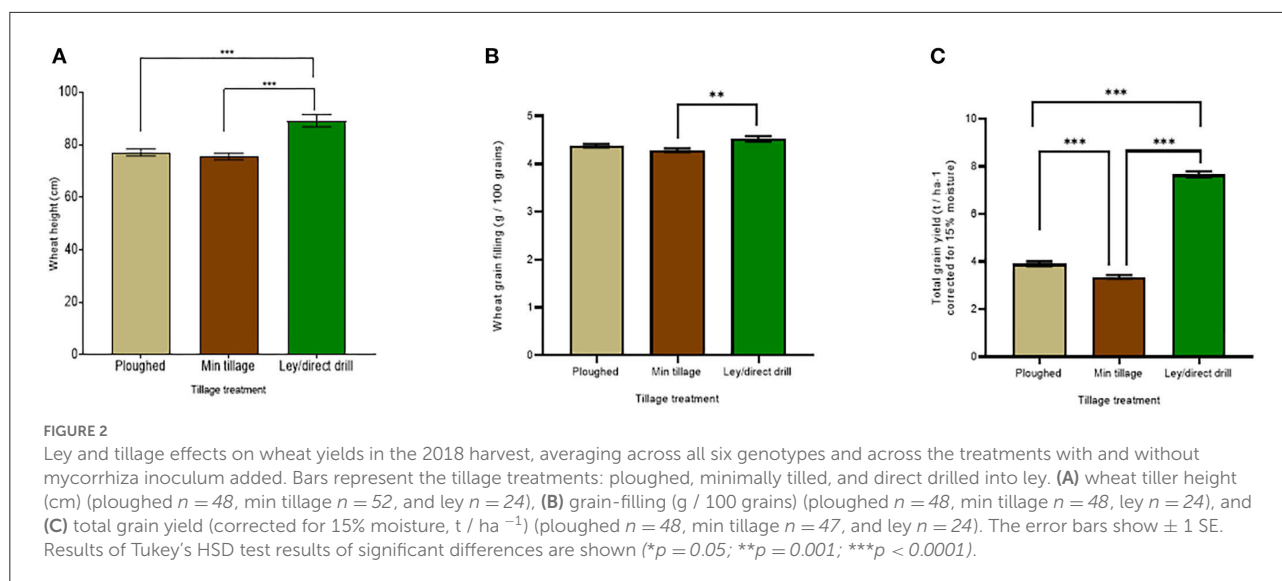 A
***
***
100
80
60
40
20
0
Wheat height (cm)
Ploughed
Min tillage
Ley/direct drill
Tillage treatment
B
**
5
4
3
2
1
0
Wheat grain filling (g / 100 grains)
Ploughed
Min tillage
Ley/direct drill
Tillage treatment
C
***
***
***
10
8
6
4
2
0
Total grain yield (t / ha-1
corrected for 15% moisture)
Ploughed
Min tillage
Ley/direct drill
Tillage treatment
FIGURE 2
Ley and tillage effects on wheat yields in the 2018 harvest, averaging across all six genotypes and across the treatments with and without
mycorrhiza inoculum added. Bars represent the tillage treatments: ploughed, minimally tilled, and direct drilled into ley. (A) wheat tiller height
(cm) (ploughed n = 48, min tillage n = 52, and ley n = 24), (B) grain-filling (g / 100 grains) (ploughed n = 48, min tillage n = 48, ley n = 24), and
(C) total grain yield (corrected for 15% moisture, t / ha −1) (ploughed n = 48, min tillage n = 47, and ley n = 24). The error bars show ± 1 SE.
Results of Tukey's HSD test results of significant differences are shown (*p = 0.05; **p = 0.001; ***p < 0.0001).